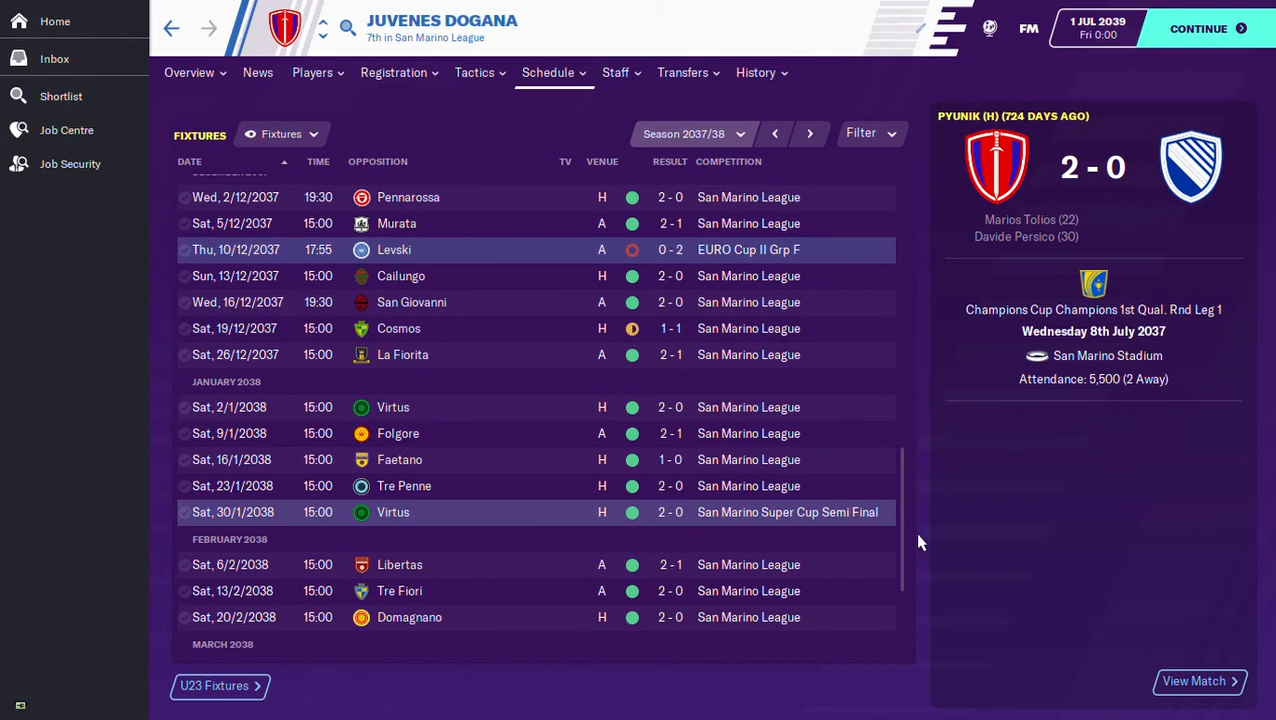 Home
Inbox
Shortlist
Job Centre
Job Security
JUVENES DOGANA
7th in San Marino League
FM
1 JUL 2039
Fri 0:00
CONTINUE
Overview
News
Players
Registration
Tactics
Schedule
Staff
Transfers
History
FIXTURES
Fixtures
Season 2037/38
Filter
DATE TIME OPPOSITION TV VENUE RESULT COMPETITION
Wed, 2/12/2037 19:30 Pennarossa H 2 - 0 San Marino League
Sat, 5/12/2037 15:00 Murata A 2 - 1 San Marino League
Thu, 10/12/2037 17:55 Levski A 0 - 2 EURO Cup II Grp F
Sun, 13/12/2037 15:00 Cailungo H 2 - 0 San Marino League
Wed, 16/12/2037 19:30 San Giovanni A 2 - 0 San Marino League
Sat, 19/12/2037 15:00 Cosmos H 1 - 1 San Marino League
Sat, 26/12/2037 15:00 La Fiorita A 2 - 1 San Marino League
JANUARY 2038
Sat, 2/1/2038 15:00 Virtus H 2 - 0 San Marino League
Sat, 9/1/2038 15:00 Folgore A 2 - 1 San Marino League
Sat, 16/1/2038 15:00 Faetano H 1 - 0 San Marino League
Sat, 23/1/2038 15:00 Tre Penne H 2 - 0 San Marino League
Sat, 30/1/2038 15:00 Virtus H 2 - 0 San Marino Super Cup Semi Final
FEBRUARY 2038
Sat, 6/2/2038 15:00 Libertas A 2 - 1 San Marino League
Sat, 13/2/2038 15:00 Tre Fiori A 2 - 0 San Marino League
Sat, 20/2/2038 15:00 Domagnano H 2 - 0 San Marino League
MARCH 2038
U23 Fixtures
PYUNIK (H) (724 DAYS AGO)
2 - 0
Marios Tolios (22)
Davide Persico (30)
Champions Cup Champions 1st Qual. Rnd Leg 1
Wednesday 8th July 2037
San Marino Stadium
Attendance: 5,500 (2 Away)
View Match